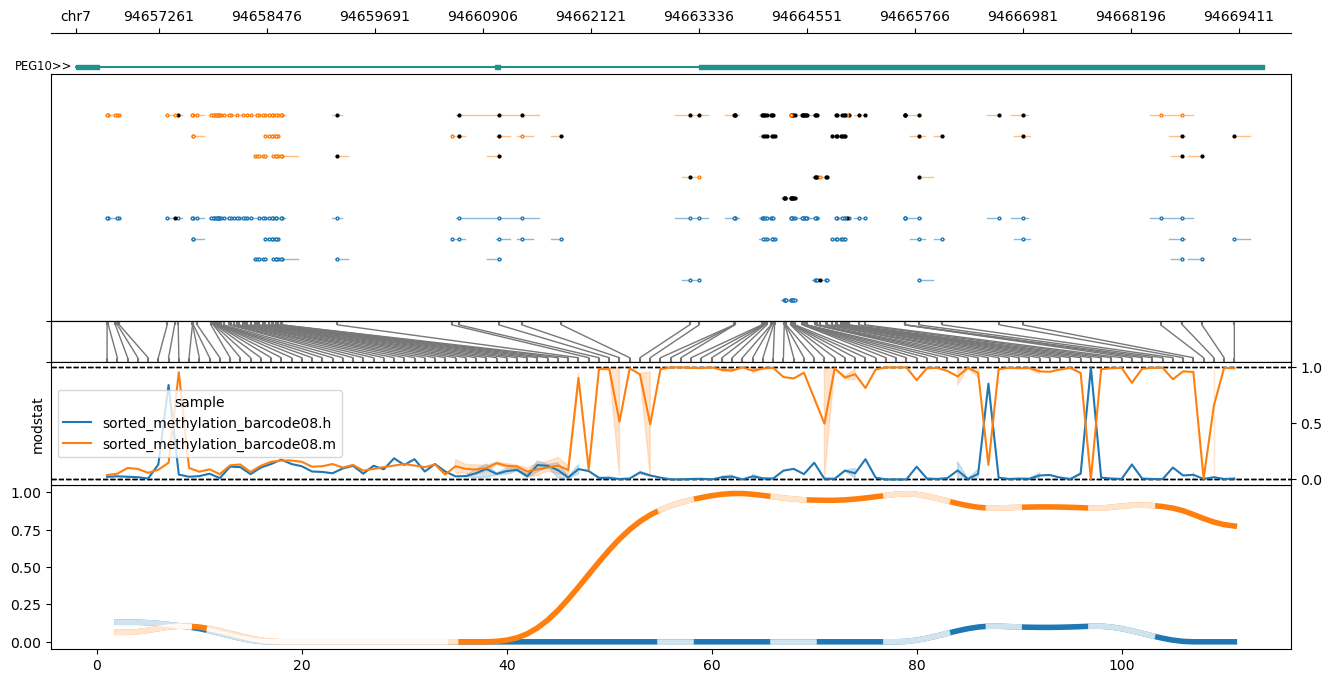 chr7 94657261 94658476 94659691 94660906 94662121 94663336 94664551 94665766 94666981 94668196 94669411
PEG10>>
modstat
sample
sorted_methylation_barcode08.h
sorted_methylation_barcode08.m
1.0
0.5
0.0
1.00
0.75
0.50
0.25
0.00
0 20 40 60 80 100